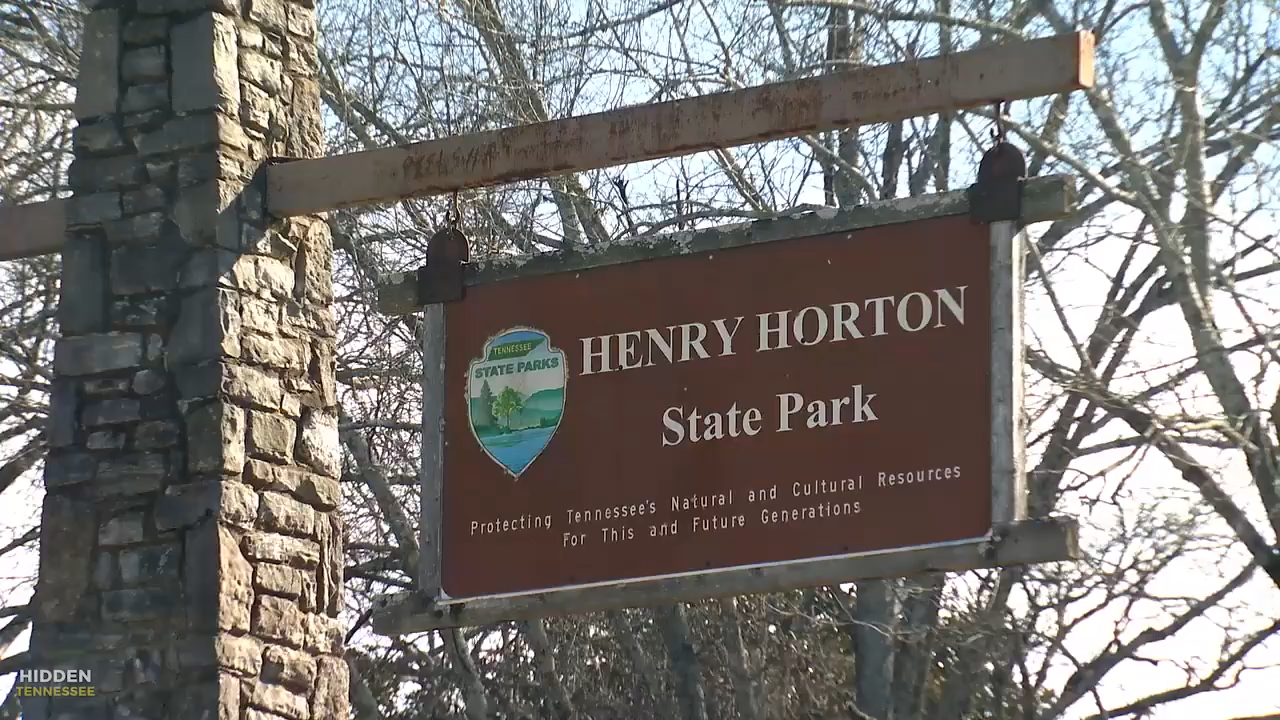 TENNESSEE
STATE PARKS
HENRY HORTON
State Park
Protecting Tennessee's Natural and Cultural Resources
For This and Future Generations
HIDDEN
TENNESSEE